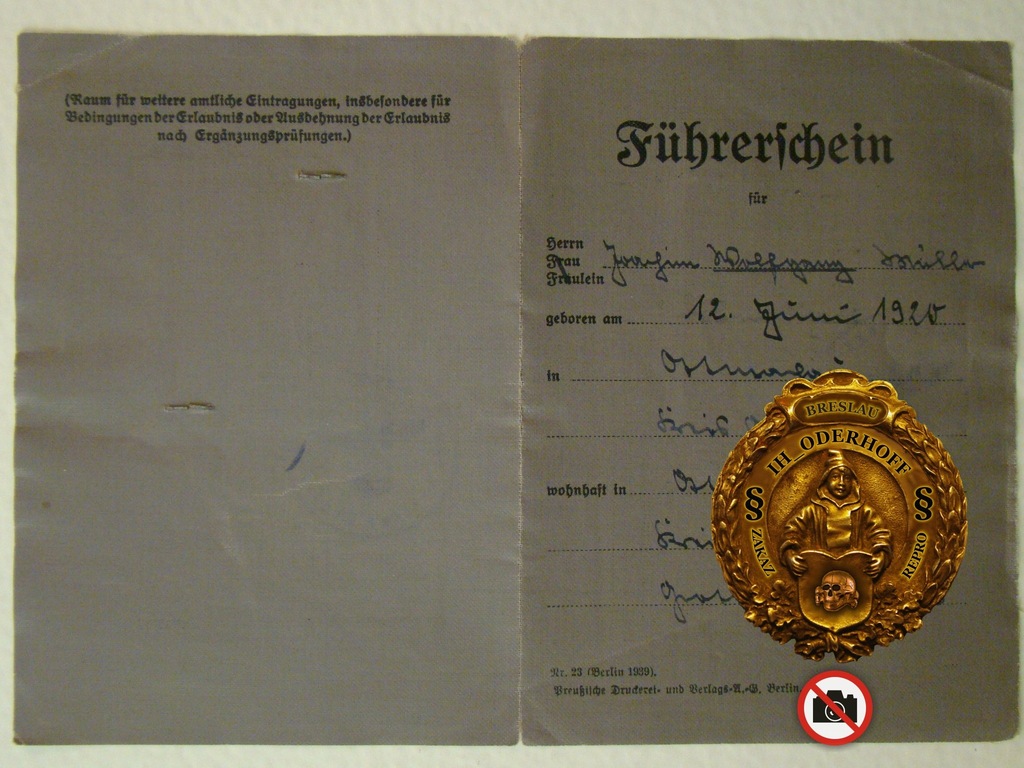 (Raum für weitere amtliche Eintragungen, insbesondere für
Bedingungen der Erlaubnis oder Ausdehnung der Erlaubnis
nach Ergänzungsprüfungen.)
Führerschein
für
Herrn
Frau Joachim Wolfgang Müller
Fräulein
geboren am 12. Juni 1920
in
Kreis
wohnhaft in
Kreis
Nr. 23 (Berlin 1939).
Preußische Druckerei- und Verlags-A.-G. Berlin
BRESLAU
IH ODERHOFF
§ §
ZAKAZ REPRO